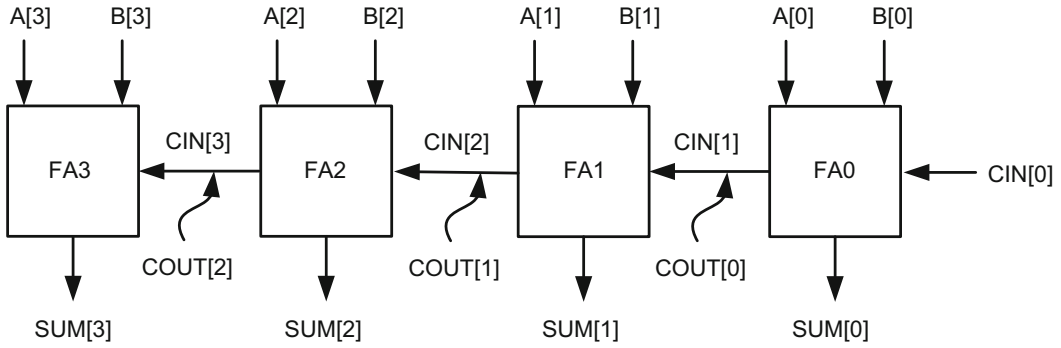 A[3] B[3] A[2] B[2] A[1] B[1] A[0] B[0]
CIN[3] CIN[2] CIN[1]
FA3 FA2 FA1 FA0 CIN[0]
COUT[2] COUT[1] COUT[0]
SUM[3] SUM[2] SUM[1] SUM[0]